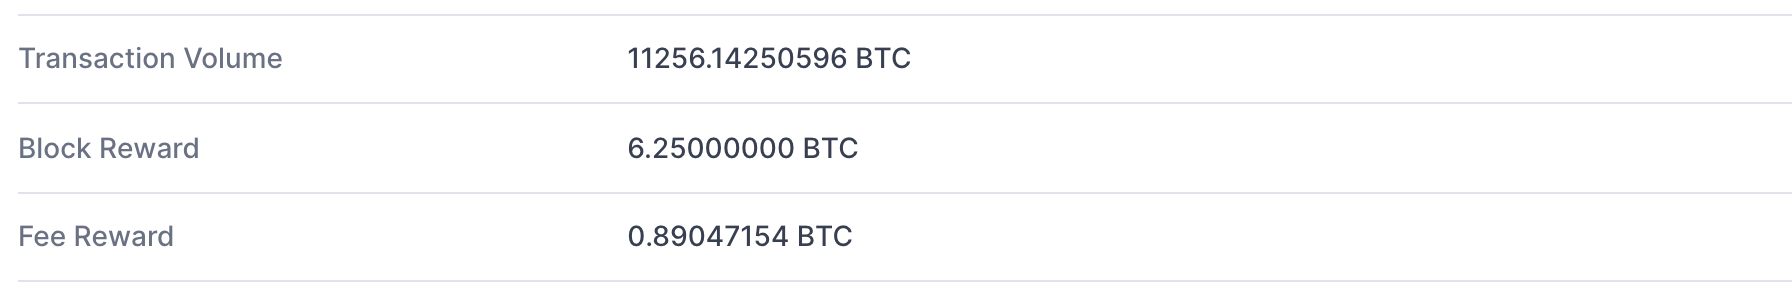 Transaction Volume 11256.14250596 BTC
Block Reward 6.25000000 BTC
Fee Reward 0.89047154 BTC